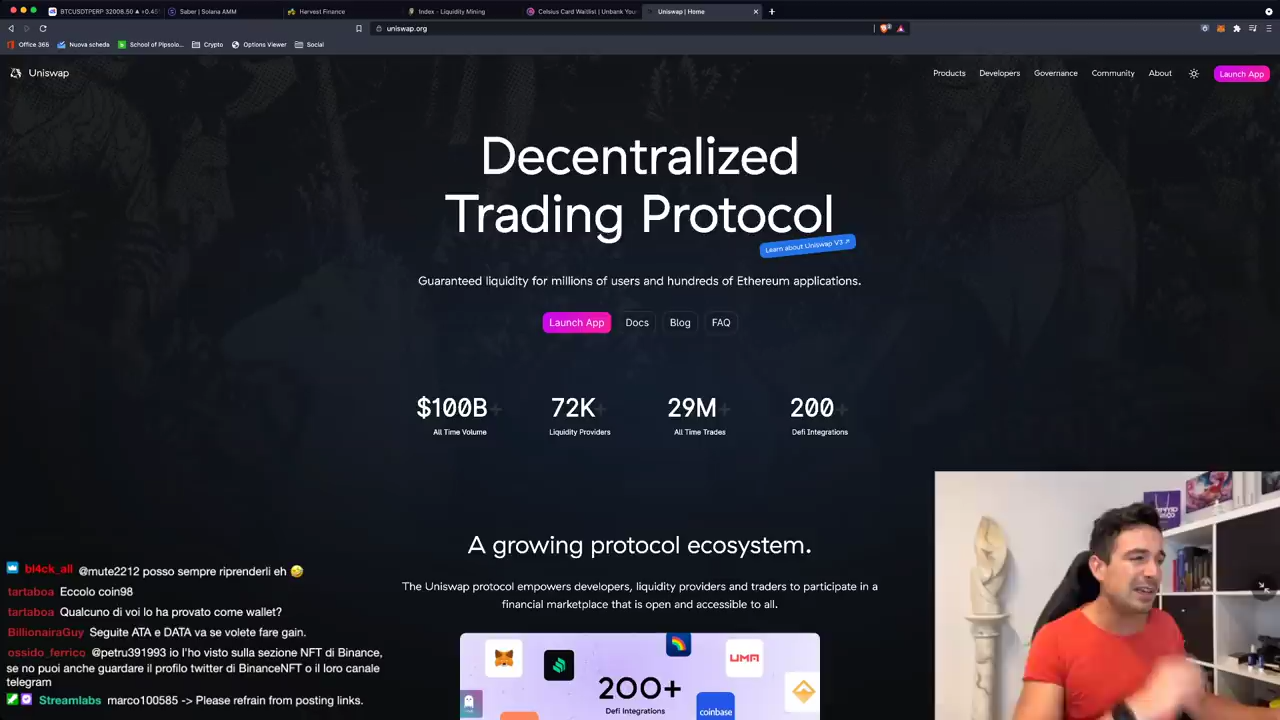 BTCUSDTPERP 32008.50 ▲ +0.45
Saber | Solana AMM
Harvest Finance
Index - Liquidity Mining
Celsius Card Waitlist | Unbank You
Uniswap | Home
uniswap.org
Office 365
Nuova scheda
School of Pipsolo...
Crypto
Options Viewer
Social
Uniswap
Products
Developers
Governance
Community
About
Launch App
Decentralized
Trading Protocol
Learn about Uniswap V3 ↗
Guaranteed liquidity for millions of users and hundreds of Ethereum applications.
Launch App
Docs
Blog
FAQ
$100B+
72K+
29M+
200+
All Time Volume
Liquidity Providers
All Time Trades
Defi Integrations
A growing protocol ecosystem.
The Uniswap protocol empowers developers, liquidity providers and traders to participate in a
financial marketplace that is open and accessible to all.
UMA
200+
Defi Integrations
coinbase
bl4ck_all @mute2212 posso sempre riprenderli eh 🤣
tartaboa Eccolo coin98
tartaboa Qualcuno di voi lo ha provato come wallet?
BillionairaGuy Seguite ATA e DATA va se volete fare gain.
ossido_ferrico @petru391993 io l'ho visto sulla sezione NFT di Binance,
se no puoi anche guardare il profilo twitter di BinanceNFT o il loro canale
telegram
Streamlabs marco100585 -> Please refrain from posting links.